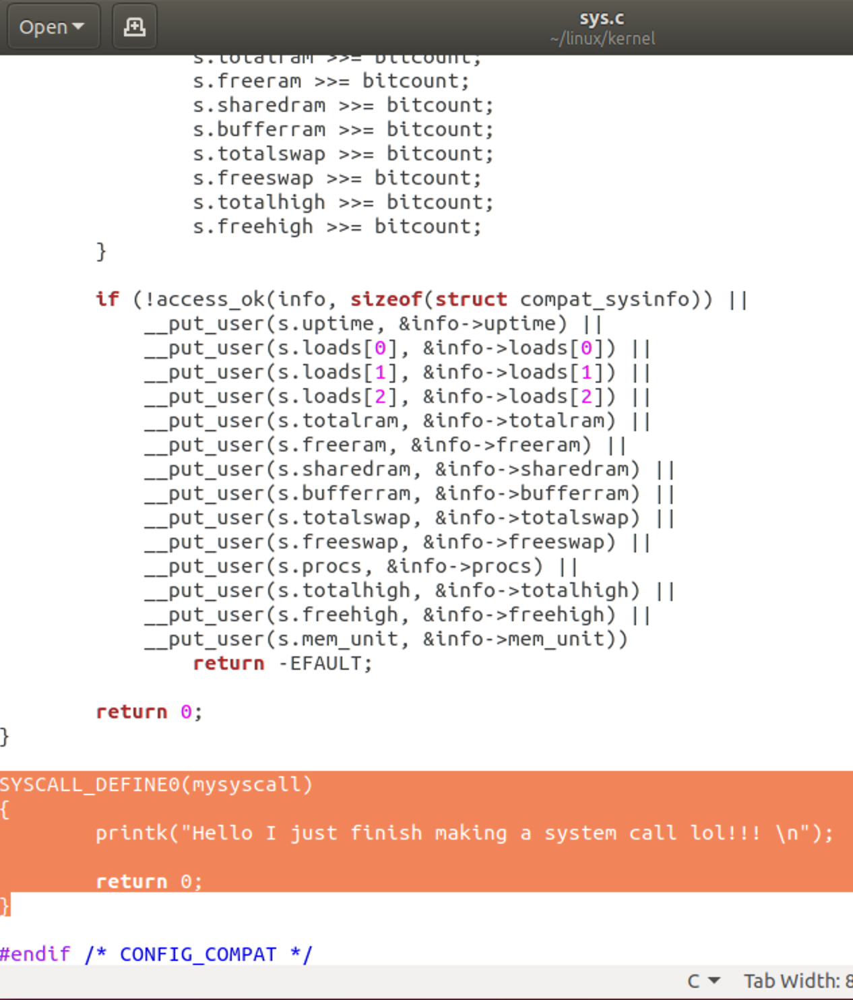 Open
sys.c
~/linux/kernel
s.totalram >>= bitcount;
s.freeram >>= bitcount;
s.sharedram >>= bitcount;
s.bufferram >>= bitcount;
s.totalswap >>= bitcount;
s.freeswap >>= bitcount;
s.totalhigh >>= bitcount;
s.freehigh >>= bitcount;
}
if (!access_ok(info, sizeof(struct compat_sysinfo)) ||
__put_user(s.uptime, &info->uptime) ||
__put_user(s.loads[0], &info->loads[0]) ||
__put_user(s.loads[1], &info->loads[1]) ||
__put_user(s.loads[2], &info->loads[2]) ||
__put_user(s.totalram, &info->totalram) ||
__put_user(s.freeram, &info->freeram) ||
__put_user(s.sharedram, &info->sharedram) ||
__put_user(s.bufferram, &info->bufferram) ||
__put_user(s.totalswap, &info->totalswap) ||
__put_user(s.freeswap, &info->freeswap) ||
__put_user(s.procs, &info->procs) ||
__put_user(s.totalhigh, &info->totalhigh) ||
__put_user(s.freehigh, &info->freehigh) ||
__put_user(s.mem_unit, &info->mem_unit))
return -EFAULT;
return 0;
}
SYSCALL_DEFINE0(mysyscall)
{
printk("Hello I just finish making a system call lol!!! \n");
return 0;
}
#endif /* CONFIG_COMPAT */
C Tab Width: 8